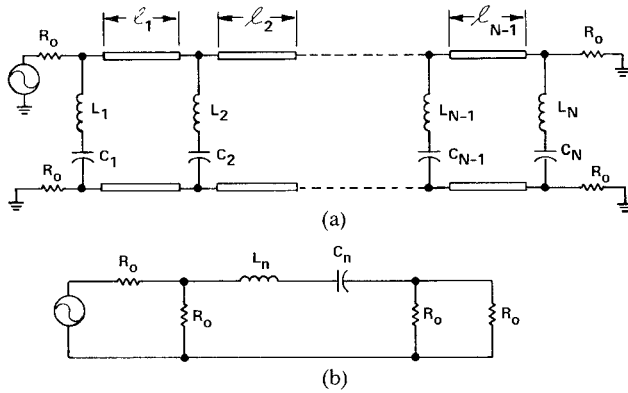 ℓ1 ℓ2 ℓN-1
Ro Ro
L1 L2 LN-1 LN
C1 C2 CN-1 CN
Ro Ro
(a)
Ro Ln Cn
Ro Ro Ro
(b)